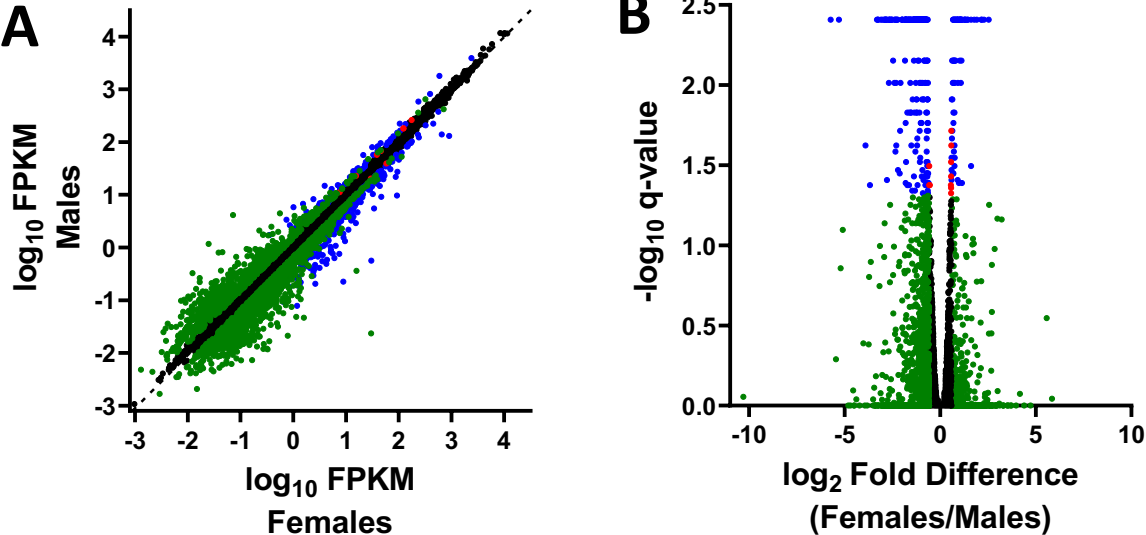 A
log10 FPKM
Males
4
3
2
1
0
-1
-2
-3
-3 -2 -1 0 1 2 3 4
log10 FPKM
Females
B
-log10 q-value
2.5
2.0
1.5
1.0
0.5
0.0
-10 -5 0 5 10
log2 Fold Difference
(Females/Males)